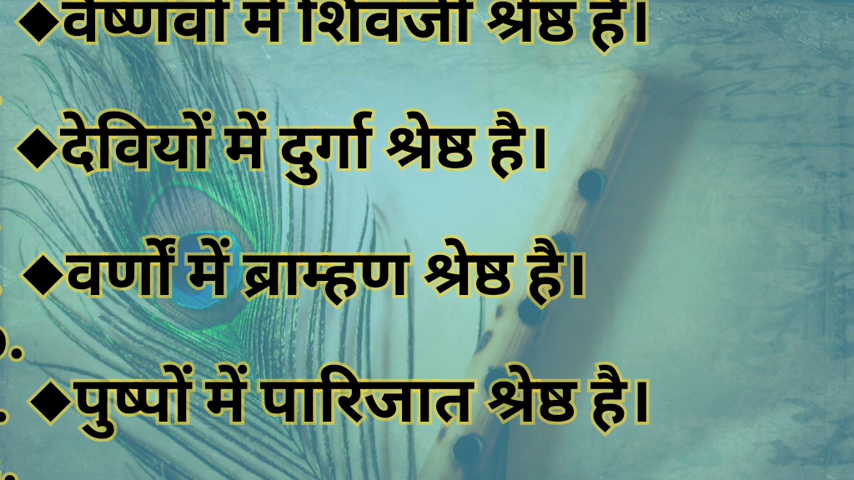 ◆वैष्णवों में शिवजी श्रेष्ठ है।
◆देवियों में दुर्गा श्रेष्ठ है।
◆वर्णों में ब्राम्हण श्रेष्ठ है।
◆पुष्पों में पारिजात श्रेष्ठ है।